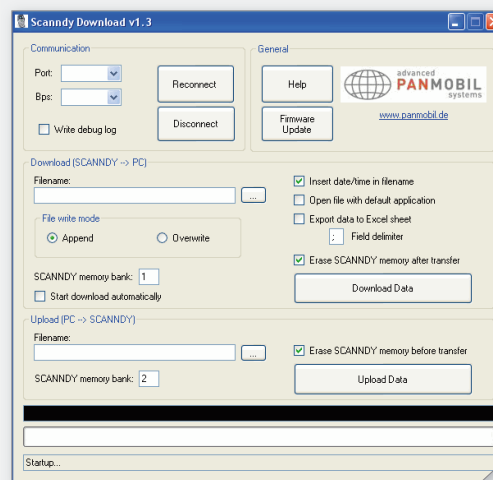 Scanndy Download v1.3
Communication
Port:
Bps:
Reconnect
Disconnect
Write debug log
General
Help
Firmware
Update
advanced
PANMOBIL
systems
www.panmobil.de
Download (SCANNDY --> PC)
Filename:
...
File write mode
Append
Overwrite
SCANNDY memory bank: 1
Start download automatically
Insert date/time in filename
Open file with default application
Export data to Excel sheet
; Field delimiter
Erase SCANNDY memory after transfer
Download Data
Upload (PC --> SCANNDY)
Filename:
...
SCANNDY memory bank: 2
Erase SCANNDY memory before transfer
Upload Data
Startup...